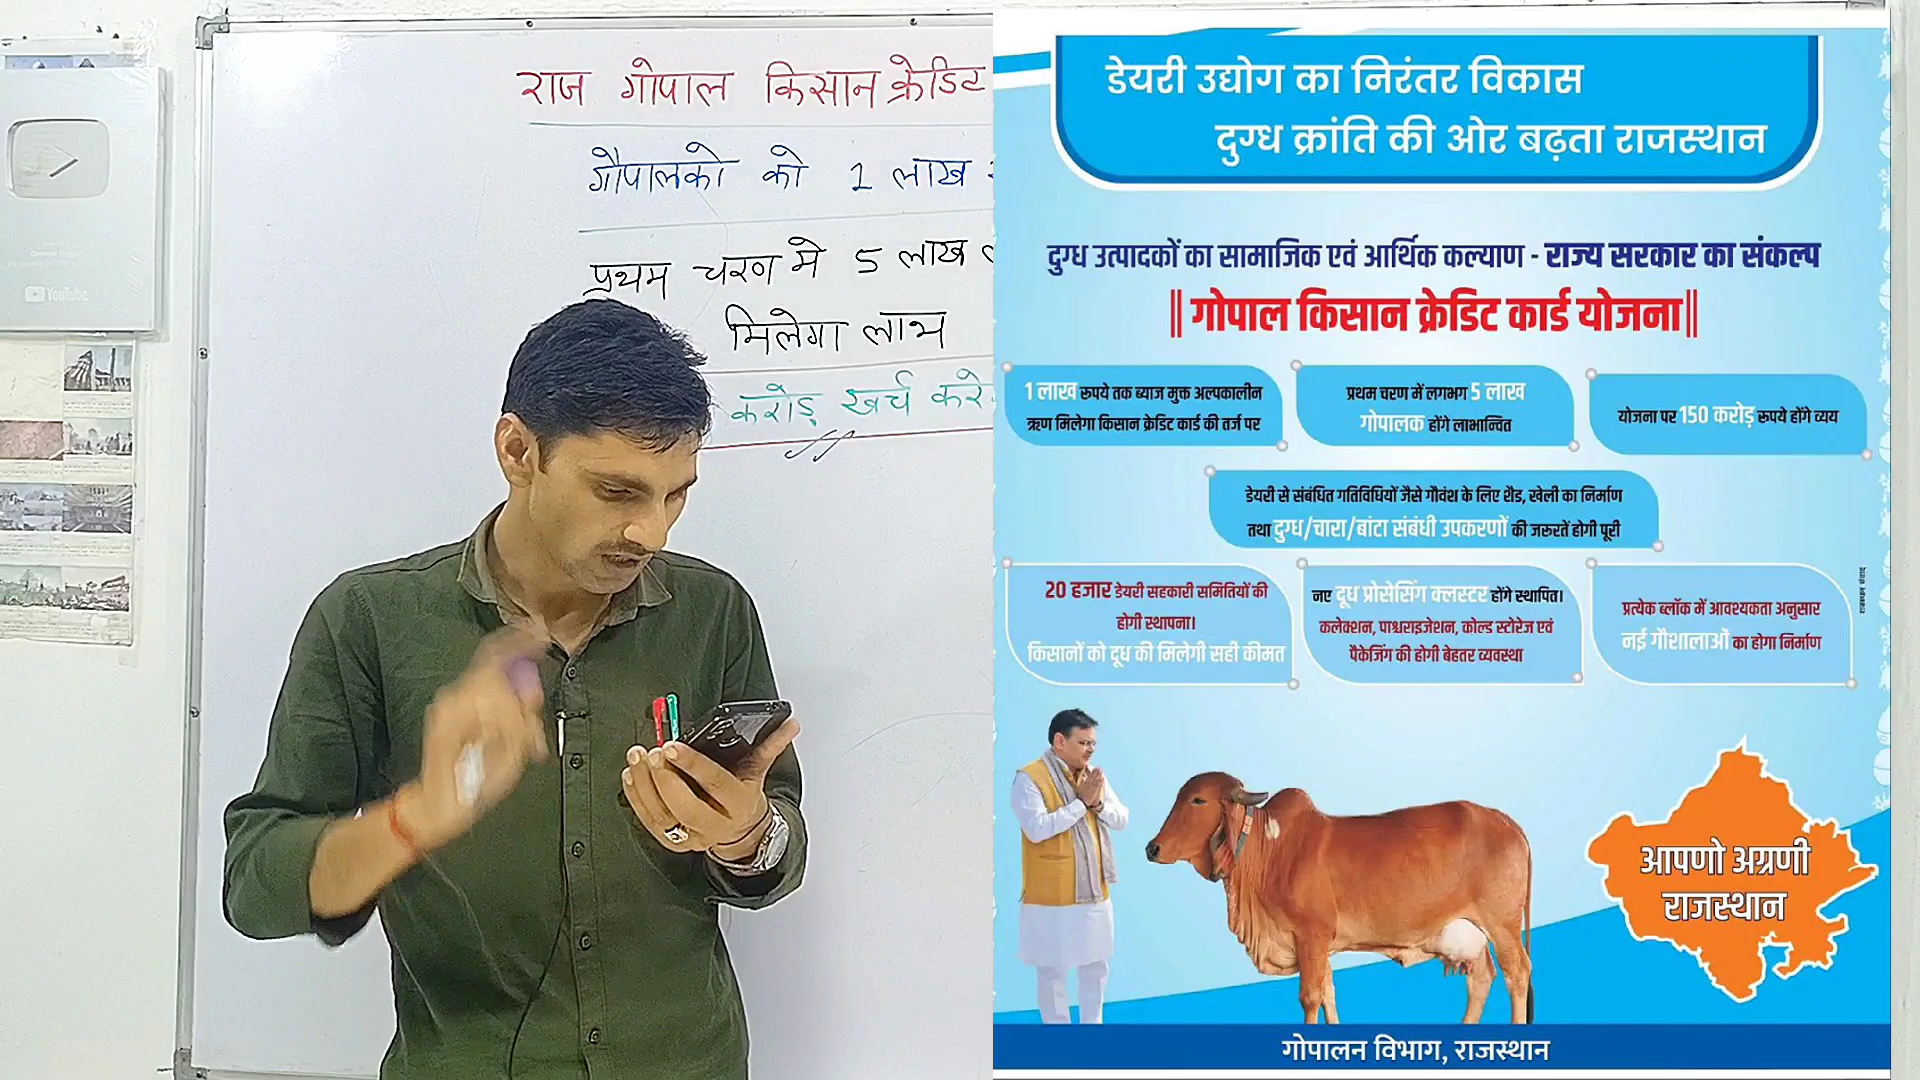 राज गोपाल किसान क्रेडिट
गौपालको को 1 लाख
प्रथम चरण मे 5 लाख
मिलेगा लाभ
करोड़ खर्च करे
YouTube
डेयरी उद्योग का निरंतर विकास
दुग्ध क्रांति की ओर बढ़ता राजस्थान
दुग्ध उत्पादकों का सामाजिक एवं आर्थिक कल्याण - राज्य सरकार का संकल्प
॥ गोपाल किसान क्रेडिट कार्ड योजना ॥
1 लाख रूपये तक ब्याज मुक्त अल्पकालीन
ऋण मिलेगा किसान क्रेडिट कार्ड की तर्ज पर
प्रथम चरण में लगभग 5 लाख
गोपालक होंगे लाभान्वित
योजना पर 150 करोड़ रूपये होंगे व्यय
डेयरी से संबंधित गतिविधियों जैसे गौवंश के लिए शैड, खेली का निर्माण
तथा दुग्ध/चारा/बांटा संबंधी उपकरणों की जरूरतें होगी पूरी
20 हजार डेयरी सहकारी समितियों की
होगी स्थापना।
किसानों को दूध की मिलेगी सही कीमत
नए दूध प्रोसेसिंग क्लस्टर होंगे स्थापित।
कलेक्शन, पाश्चराइजेशन, कोल्ड स्टोरेज एवं
पैकेजिंग की होगी बेहतर व्यवस्था
प्रत्येक ब्लॉक में आवश्यकता अनुसार
नई गौशालाओं का होगा निर्माण
राजस्थान संवाद
आपणो अग्रणी
राजस्थान
गोपालन विभाग, राजस्थान